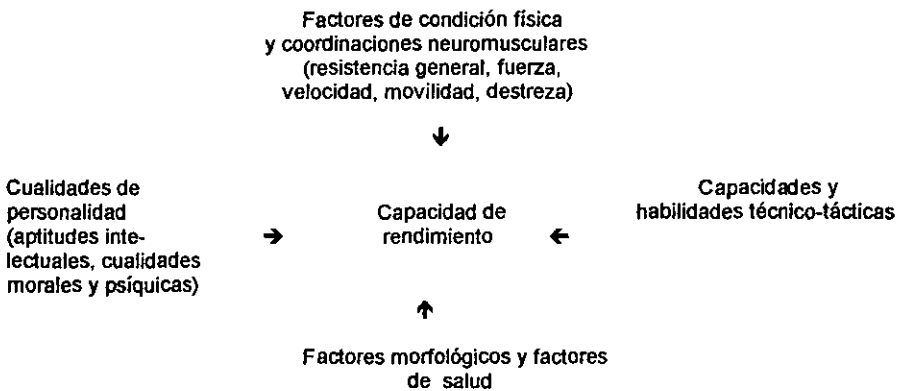 Factores de condición física
y coordinaciones neuromusculares
(resistencia general, fuerza,
velocidad, movilidad, destreza)
Cualidades de
personalidad
(aptitudes inte-
lectuales, cualidades
morales y psíquicas)
Capacidad de
rendimiento
Capacidades y
habilidades técnico-tácticas
Factores morfológicos y factores
de salud